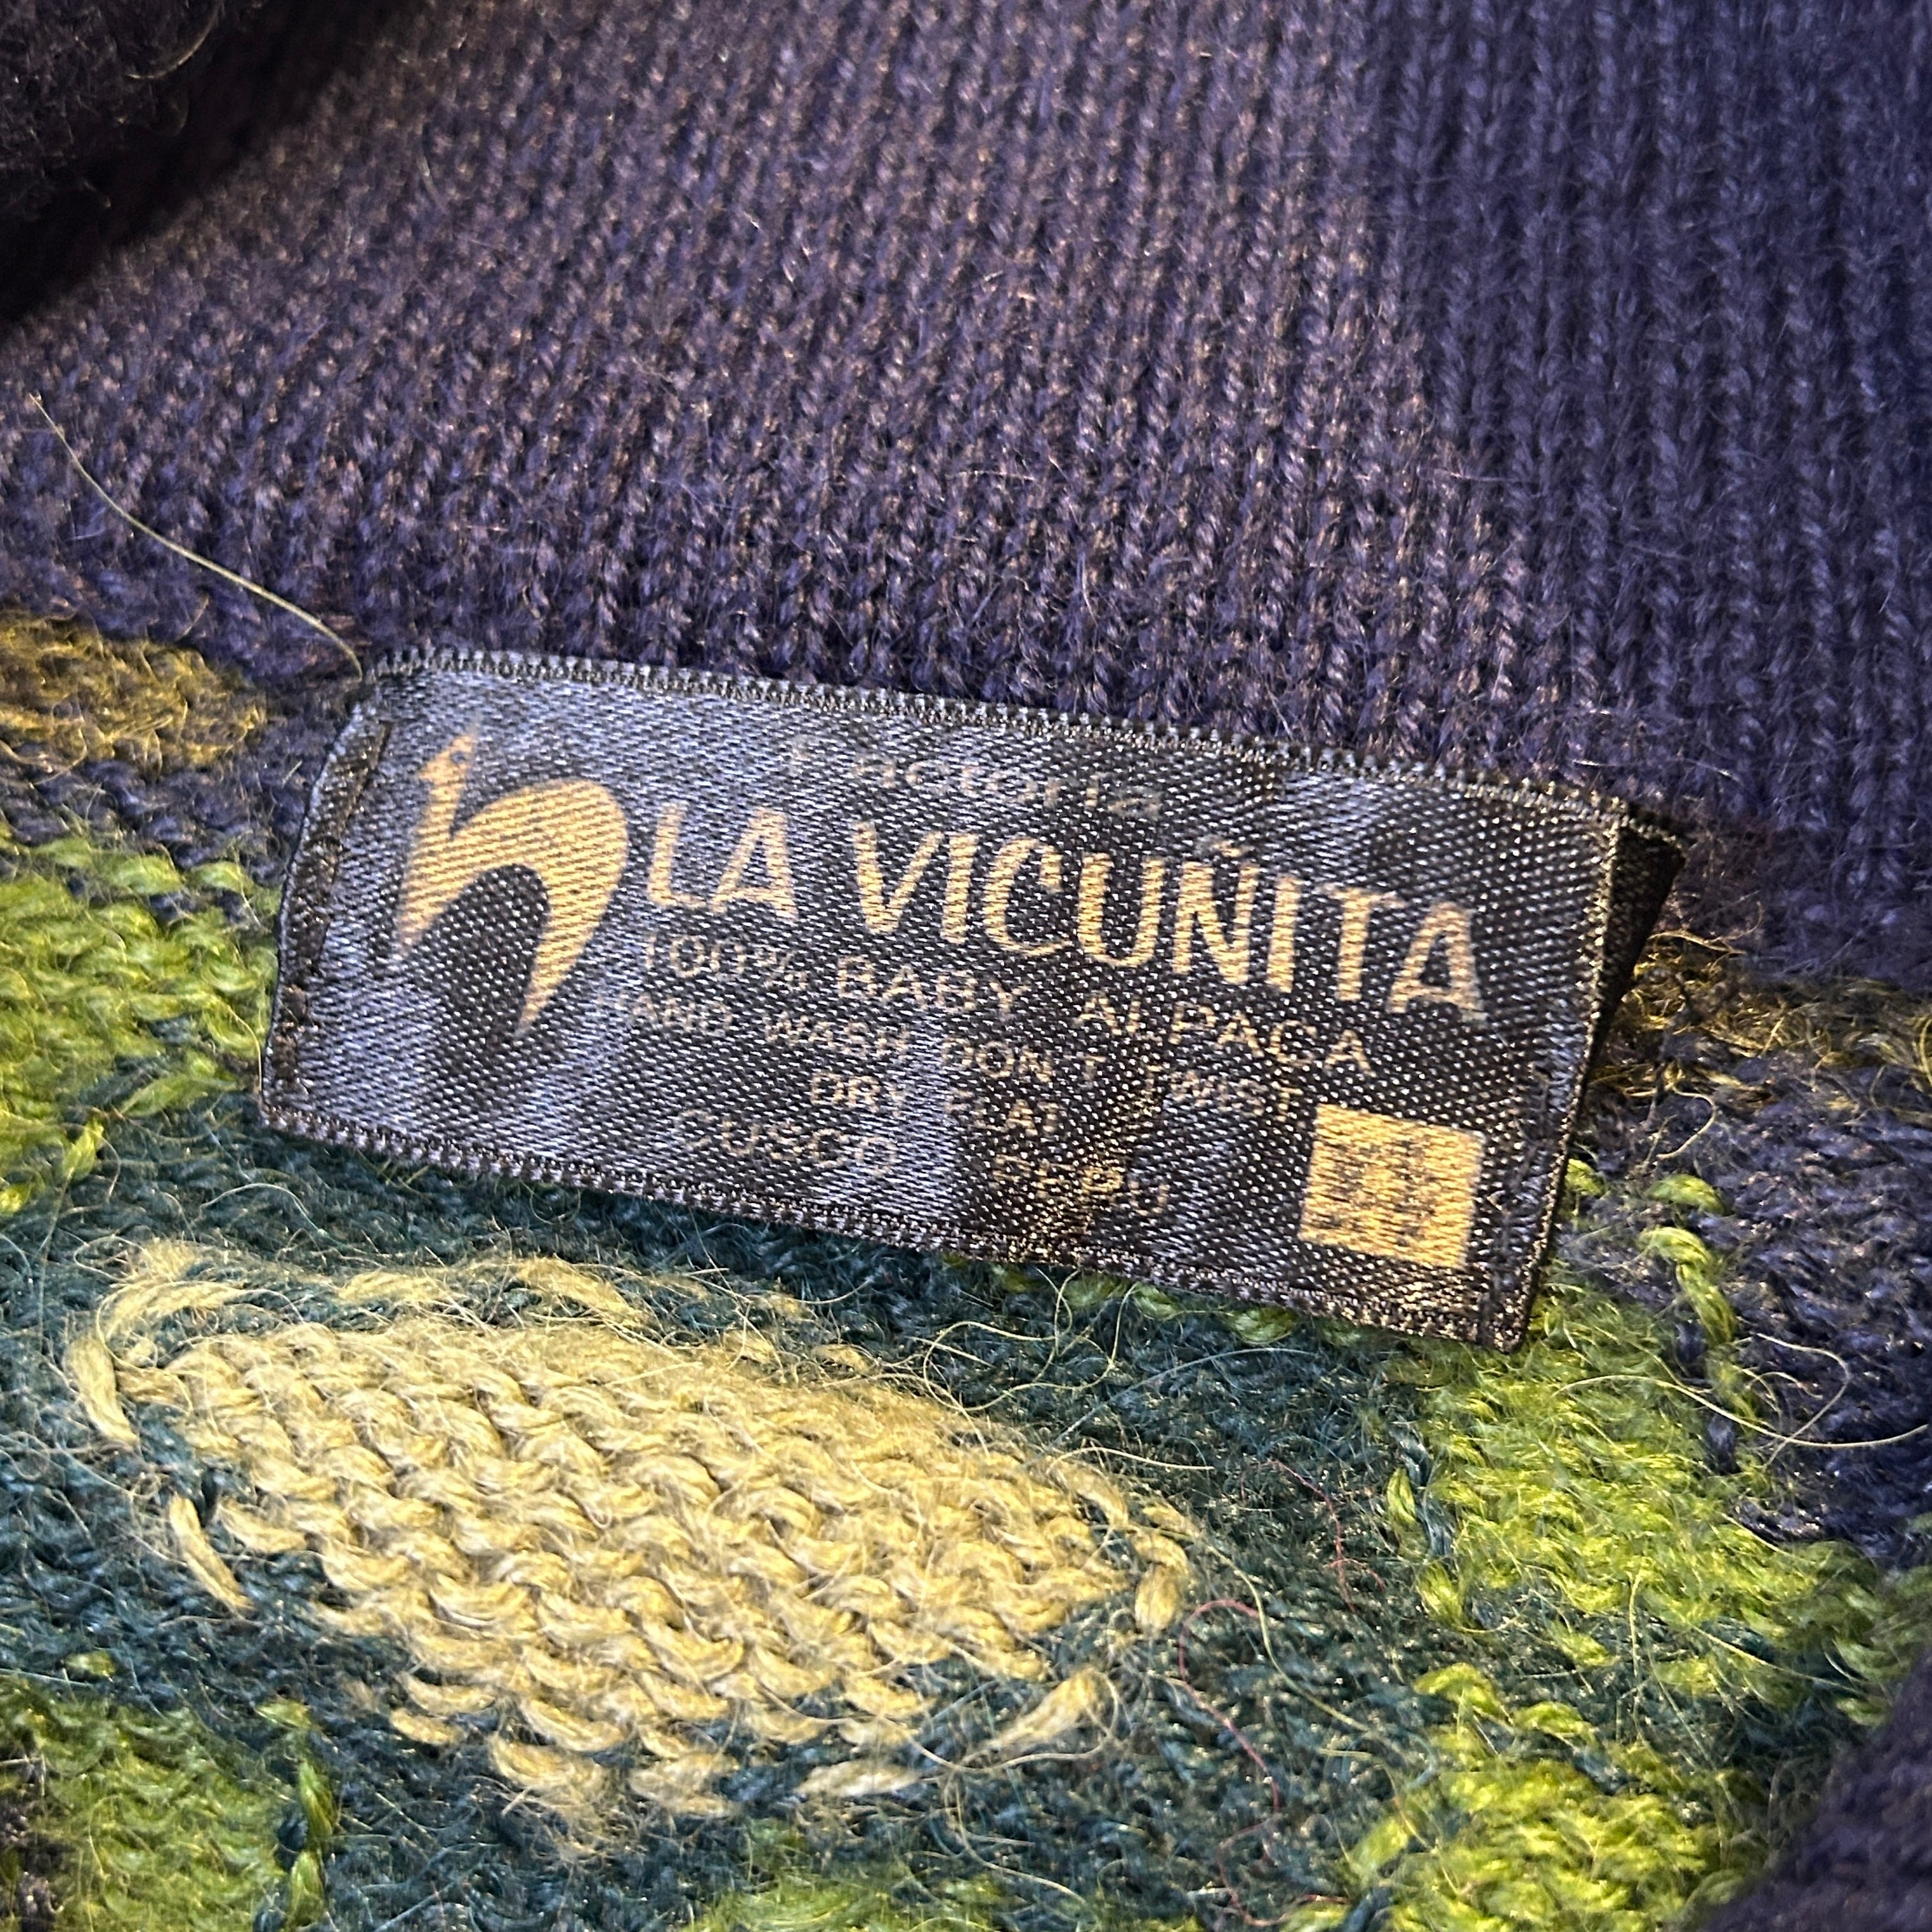 Factoria
LA VICUÑITA
100% BABY ALPACA
HAND WASH DON'T TWIST
DRY FLAT
CUSCO PERU